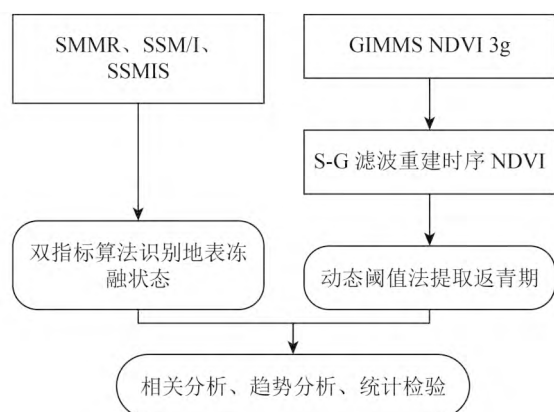 SMMR、SSM/I、
SSMIS
GIMMS NDVI 3g
S-G 滤波重建时序 NDVI
双指标算法识别地表冻
融状态
动态阈值法提取返青期
相关分析、趋势分析、统计检验